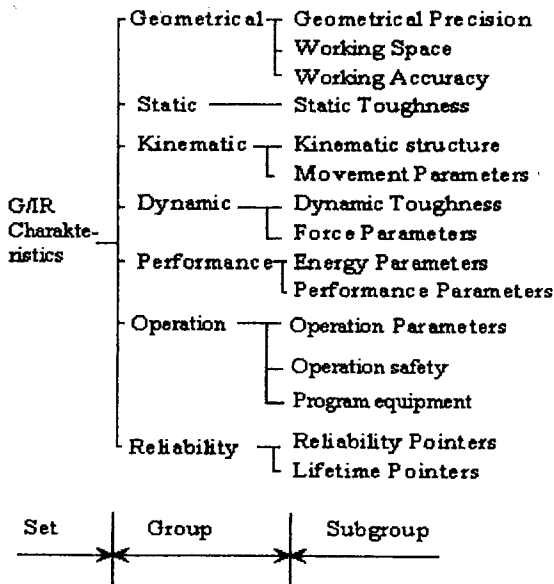 Geometrical Geometrical Precision
Working Space
Working Accuracy
Static Static Toughness
Kinematic Kinematic structure
Movement Parameters
G/IR
Charakte-
ristics
Dynamic Dynamic Toughness
Force Parameters
Performance Energy Parameters
Performance Parameters
Operation Operation Parameters
Operation safety
Program equipment
Reliability Reliability Pointers
Lifetime Pointers
Set Group Subgroup